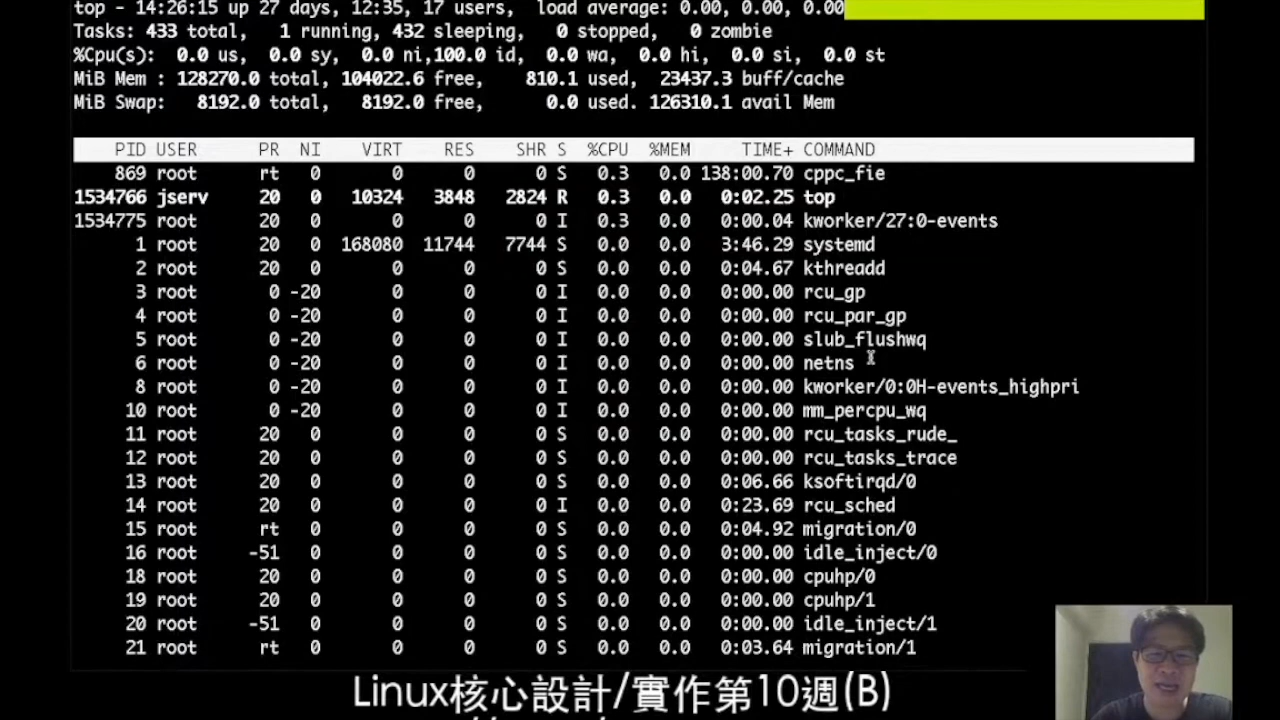 top - 14:26:15 up 27 days, 12:35, 17 users,  load average: 0.00, 0.00, 0.00
Tasks: 433 total,   1 running, 432 sleeping,   0 stopped,   0 zombie
%Cpu(s):  0.0 us,  0.0 sy,  0.0 ni,100.0 id,  0.0 wa,  0.0 hi,  0.0 si,  0.0 st
MiB Mem : 128270.0 total, 104022.6 free,    810.1 used,  23437.3 buff/cache
MiB Swap:   8192.0 total,   8192.0 free,      0.0 used. 126310.1 avail Mem
PID USER PR NI VIRT RES SHR S %CPU %MEM TIME+ COMMAND
869 root rt 0 0 0 0 S 0.3 0.0 138:00.70 cppc_fie
1534766 jserv 20 0 10324 3848 2824 R 0.3 0.0 0:02.25 top
1534775 root 20 0 0 0 0 I 0.3 0.0 0:00.04 kworker/27:0-events
1 root 20 0 168080 11744 7744 S 0.0 0.0 3:46.29 systemd
2 root 20 0 0 0 0 S 0.0 0.0 0:04.67 kthreadd
3 root 0 -20 0 0 0 I 0.0 0.0 0:00.00 rcu_gp
4 root 0 -20 0 0 0 I 0.0 0.0 0:00.00 rcu_par_gp
5 root 0 -20 0 0 0 I 0.0 0.0 0:00.00 slub_flushwq
6 root 0 -20 0 0 0 I 0.0 0.0 0:00.00 netns
8 root 0 -20 0 0 0 I 0.0 0.0 0:00.00 kworker/0:0H-events_highpri
10 root 0 -20 0 0 0 I 0.0 0.0 0:00.00 mm_percpu_wq
11 root 20 0 0 0 0 S 0.0 0.0 0:00.00 rcu_tasks_rude_
12 root 20 0 0 0 0 S 0.0 0.0 0:00.00 rcu_tasks_trace
13 root 20 0 0 0 0 S 0.0 0.0 0:06.66 ksoftirqd/0
14 root 20 0 0 0 0 I 0.0 0.0 0:23.69 rcu_sched
15 root rt 0 0 0 0 S 0.0 0.0 0:04.92 migration/0
16 root -51 0 0 0 0 S 0.0 0.0 0:00.00 idle_inject/0
18 root 20 0 0 0 0 S 0.0 0.0 0:00.00 cpuhp/0
19 root 20 0 0 0 0 S 0.0 0.0 0:00.00 cpuhp/1
20 root -51 0 0 0 0 S 0.0 0.0 0:00.00 idle_inject/1
21 root rt 0 0 0 0 S 0.0 0.0 0:03.64 migration/1
Linux核心設計/實作第10週(B)